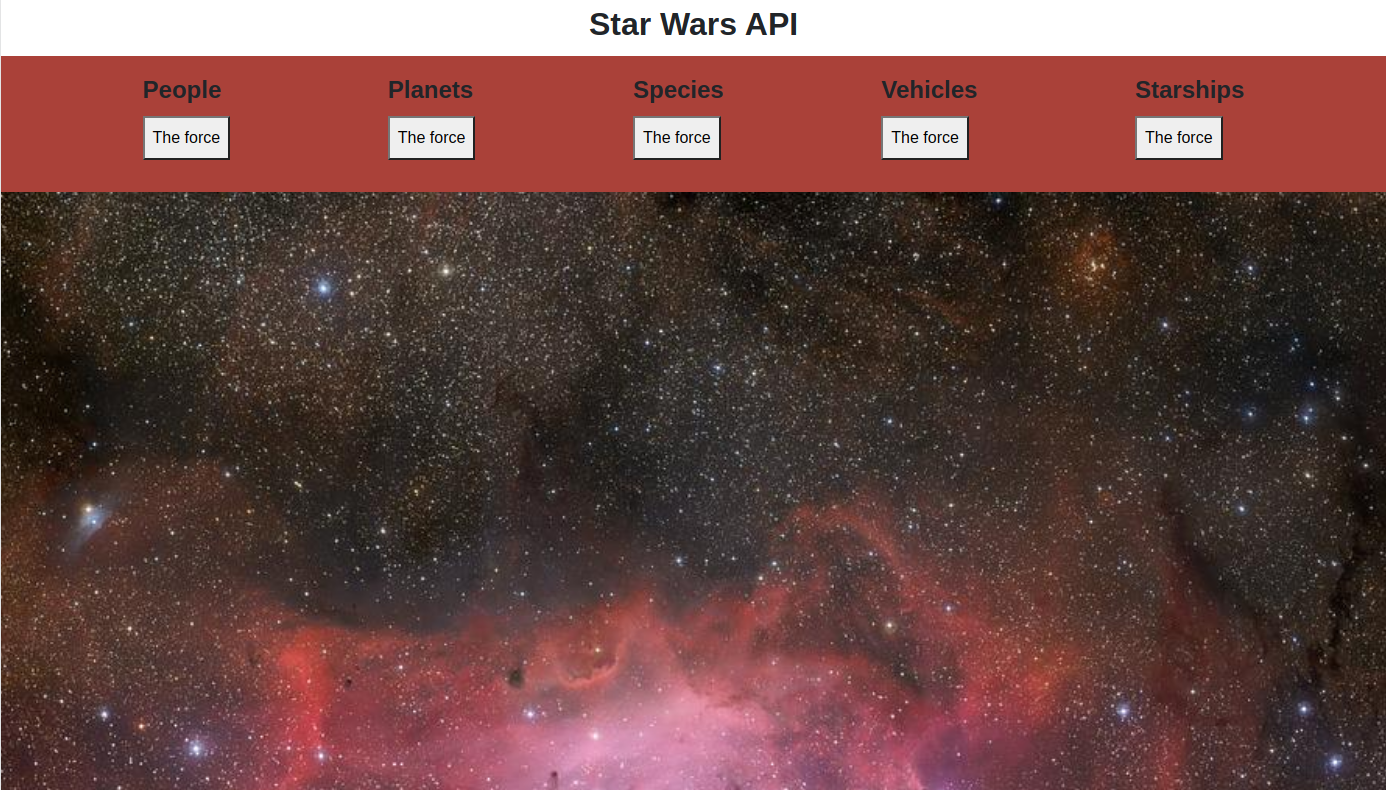 Star Wars API
People Planets Species Vehicles Starships
The force The force The force The force The force